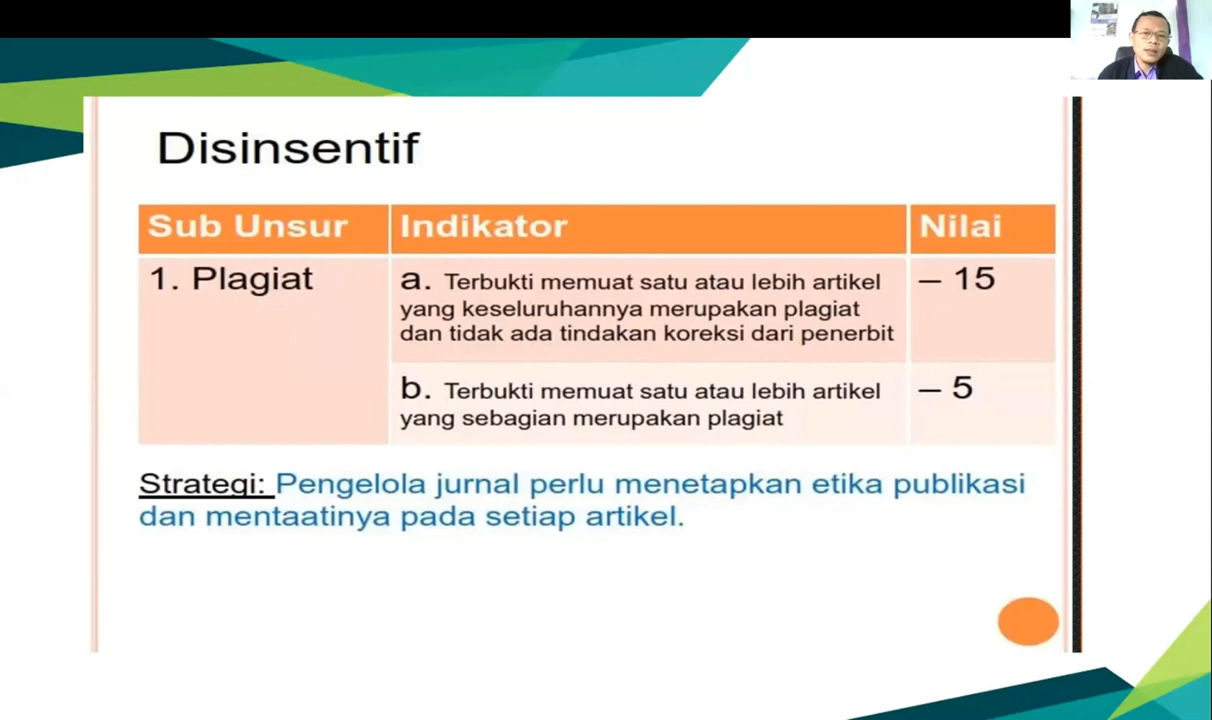 Disinsentif
Sub Unsur Indikator Nilai
1. Plagiat a. Terbukti memuat satu atau lebih artikel – 15
yang keseluruhannya merupakan plagiat
dan tidak ada tindakan koreksi dari penerbit
b. Terbukti memuat satu atau lebih artikel – 5
yang sebagian merupakan plagiat
Strategi: Pengelola jurnal perlu menetapkan etika publikasi
dan mentaatinya pada setiap artikel.